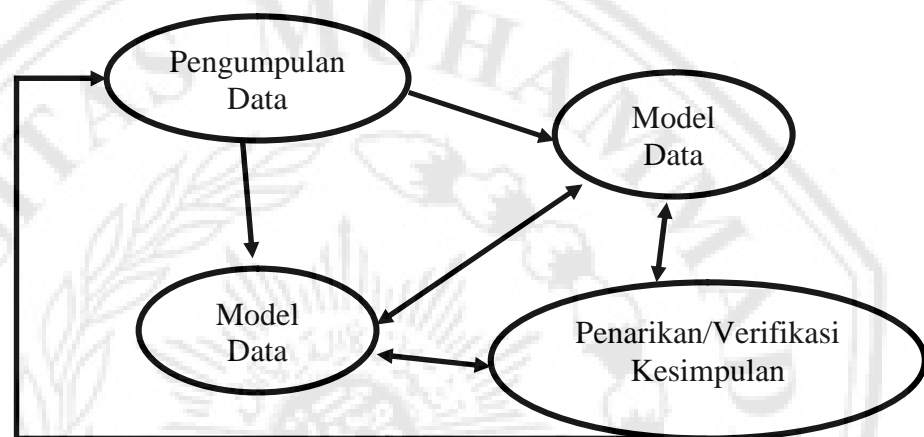 Pengumpulan
Data
Model
Data
Model
Data
Penarikan/Verifikasi
Kesimpulan